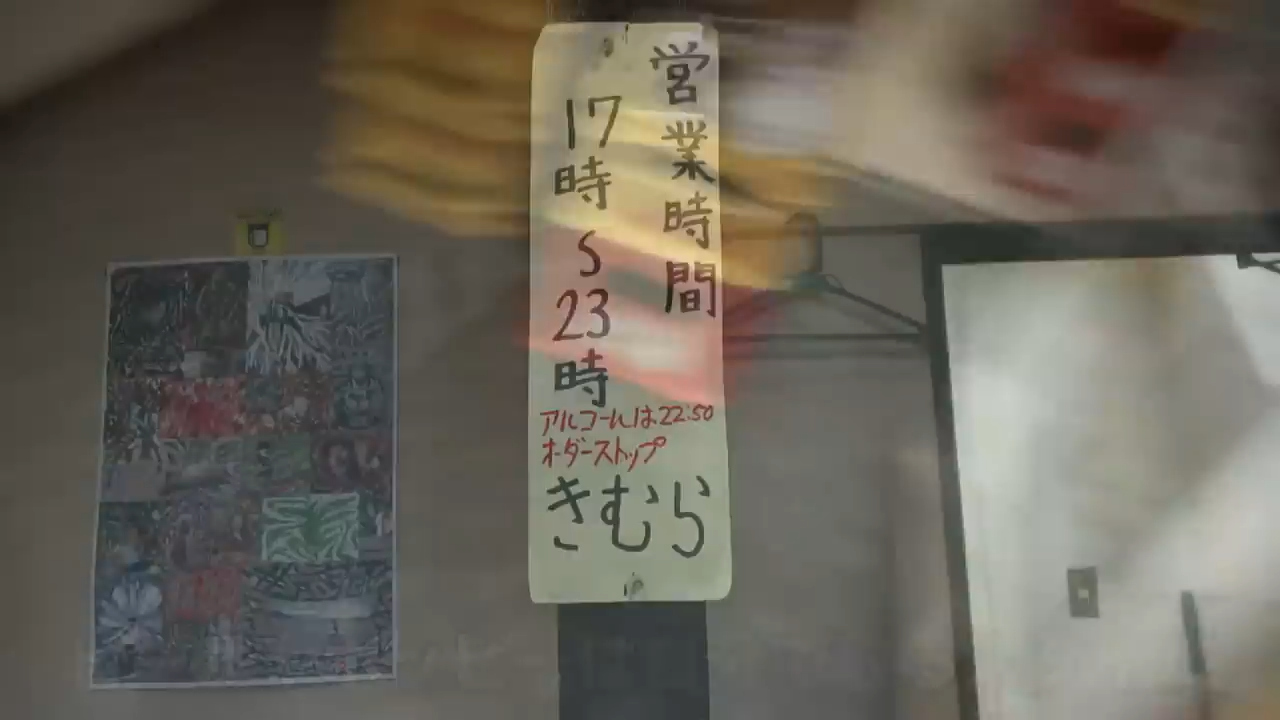 営業時間
17時〜23時
アルコールは22:50
オーダーストップ
きむら